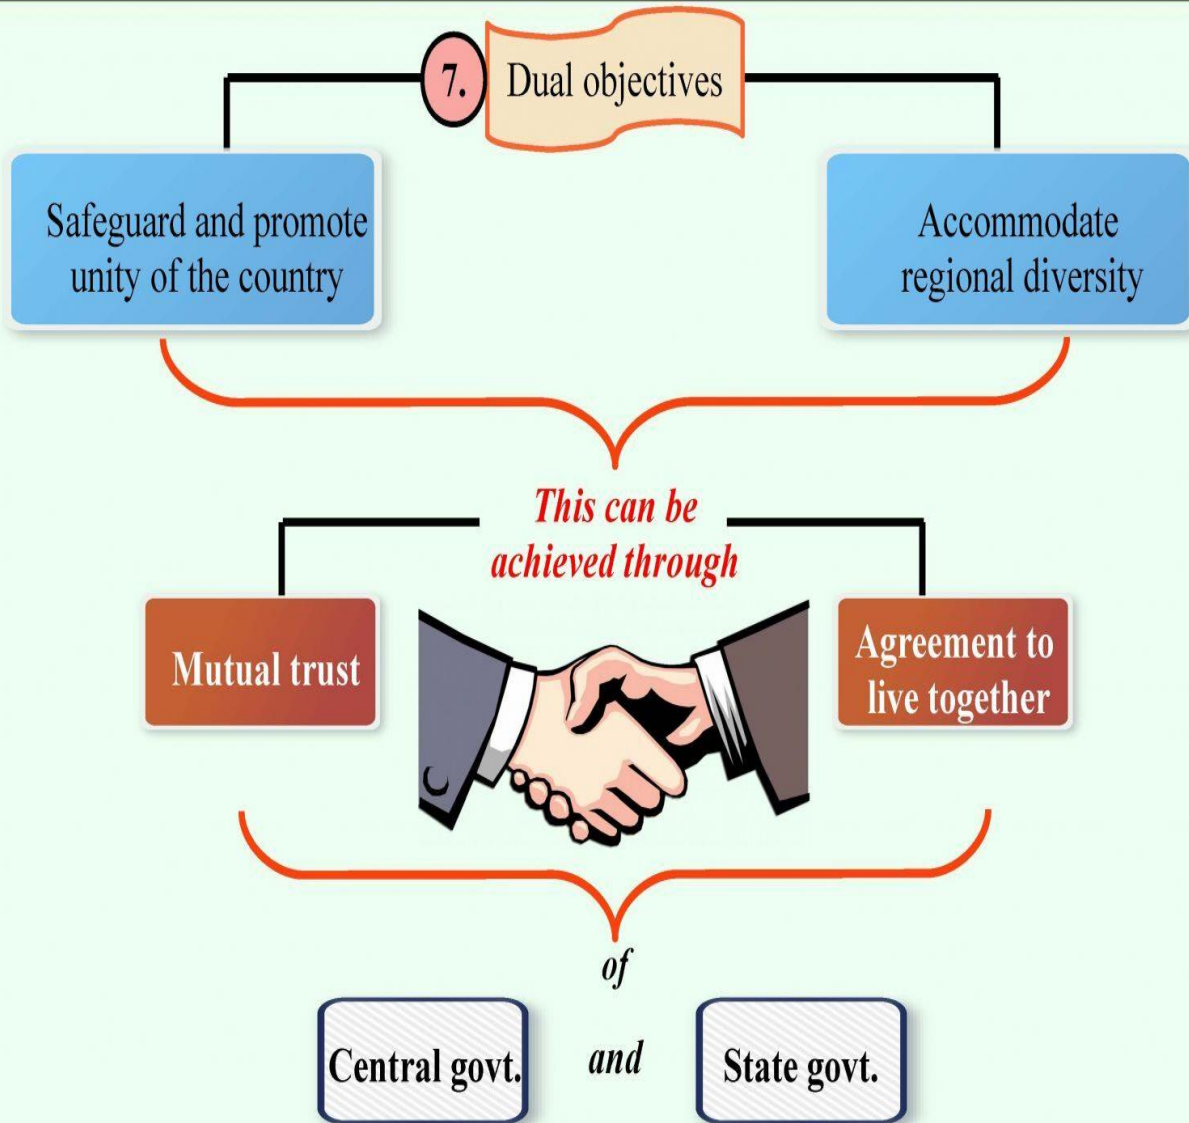 7. Dual objectives
Safeguard and promote
unity of the country
Accommodate
regional diversity
This can be
achieved through
Mutual trust
Agreement to
live together
of
Central govt.
and
State govt.